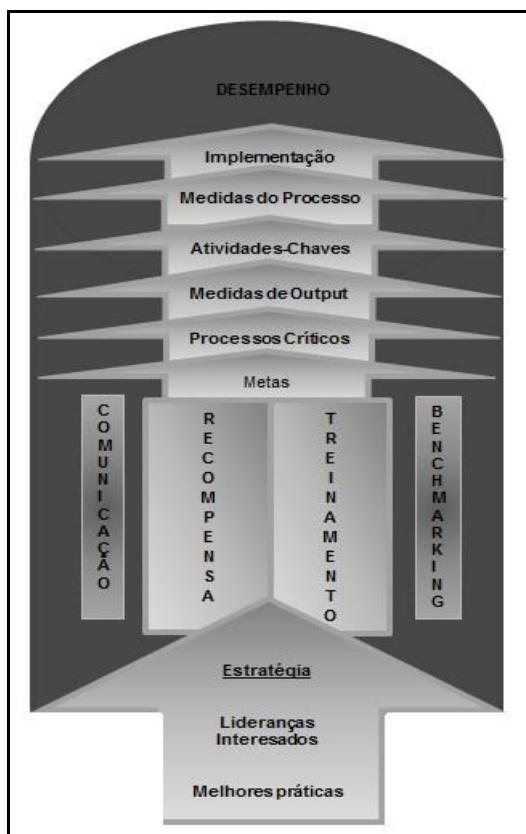 DESEMPENHO
Implementação
Medidas do Processo
Atividades-Chaves
Medidas de Output
Processos Críticos
Metas
COMUNICAÇÃO
RECOMPENSA
TREINAMENTO
BENCHMARKING
Estratégia
Lideranças
Interesados
Melhores práticas